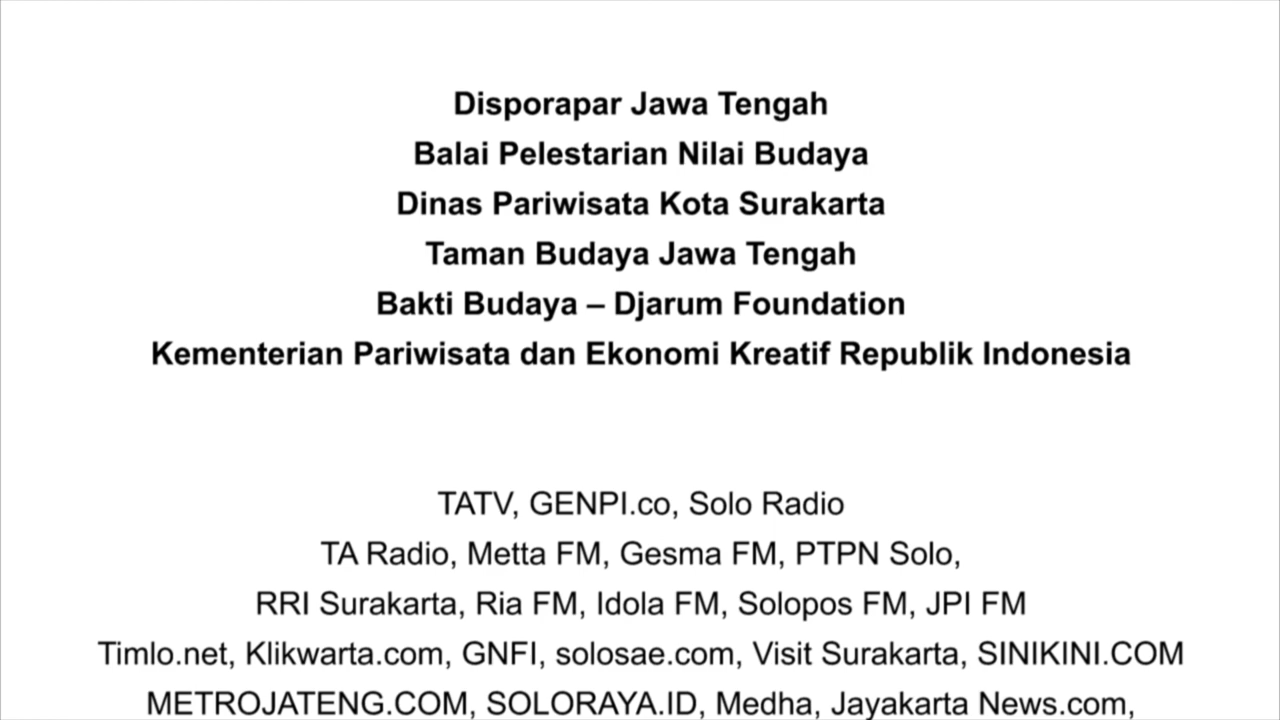 Disporapar Jawa Tengah
Balai Pelestarian Nilai Budaya
Dinas Pariwisata Kota Surakarta
Taman Budaya Jawa Tengah
Bakti Budaya – Djarum Foundation
Kementerian Pariwisata dan Ekonomi Kreatif Republik Indonesia
TATV, GENPI.co, Solo Radio
TA Radio, Metta FM, Gesma FM, PTPN Solo,
RRI Surakarta, Ria FM, Idola FM, Solopos FM, JPI FM
Timlo.net, Klikwarta.com, GNFI, solosae.com, Visit Surakarta, SINIKINI.COM
METROJATENG.COM, SOLORAYA.ID, Medha, Jayakarta News.com,